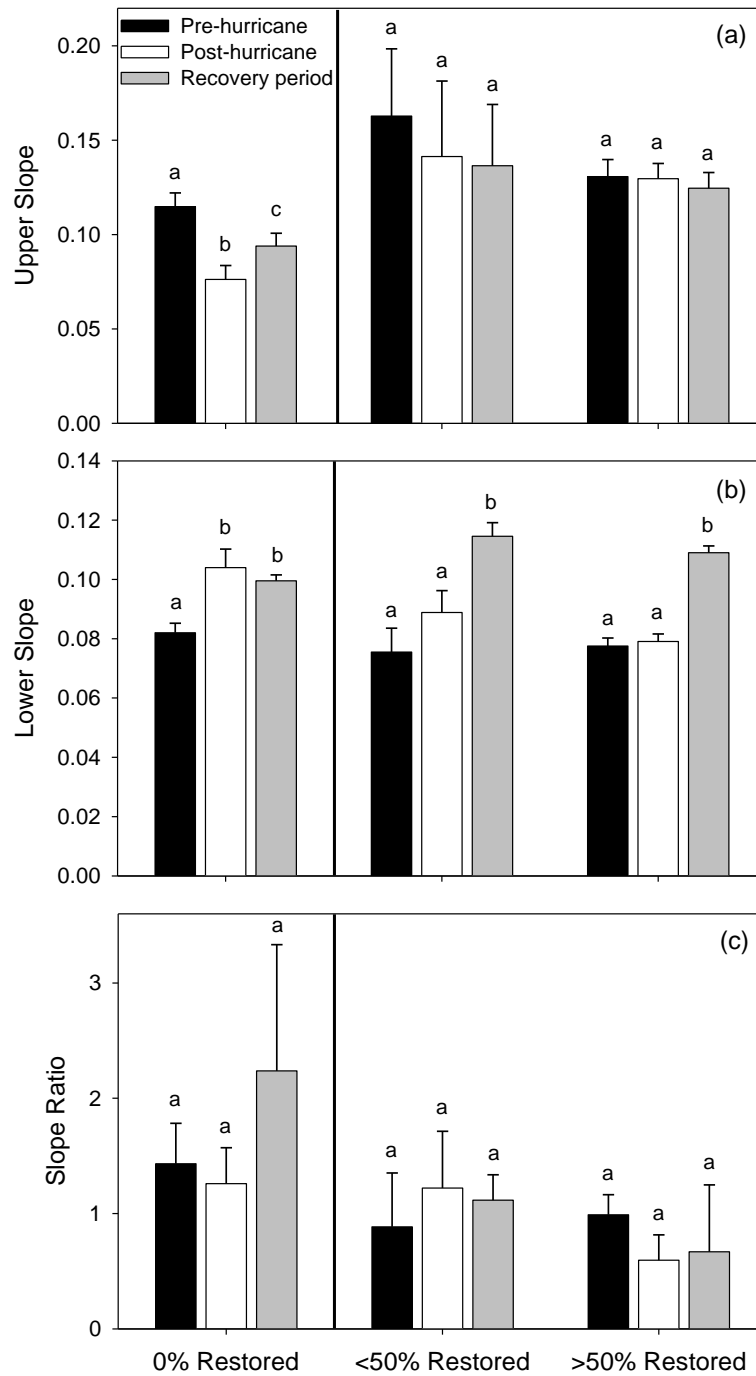 Pre-hurricane
Post-hurricane
Recovery period
(a)
Upper Slope
0.20
0.15
0.10
0.05
0.00
a
b
c
a
a
a
a
a
a
(b)
Lower Slope
0.14
0.12
0.10
0.08
0.06
0.04
0.02
0.00
a
b
b
a
a
b
a
a
b
(c)
Slope Ratio
3
2
1
0
a
a
a
a
a
a
a
a
a
0% Restored <50% Restored >50% Restored